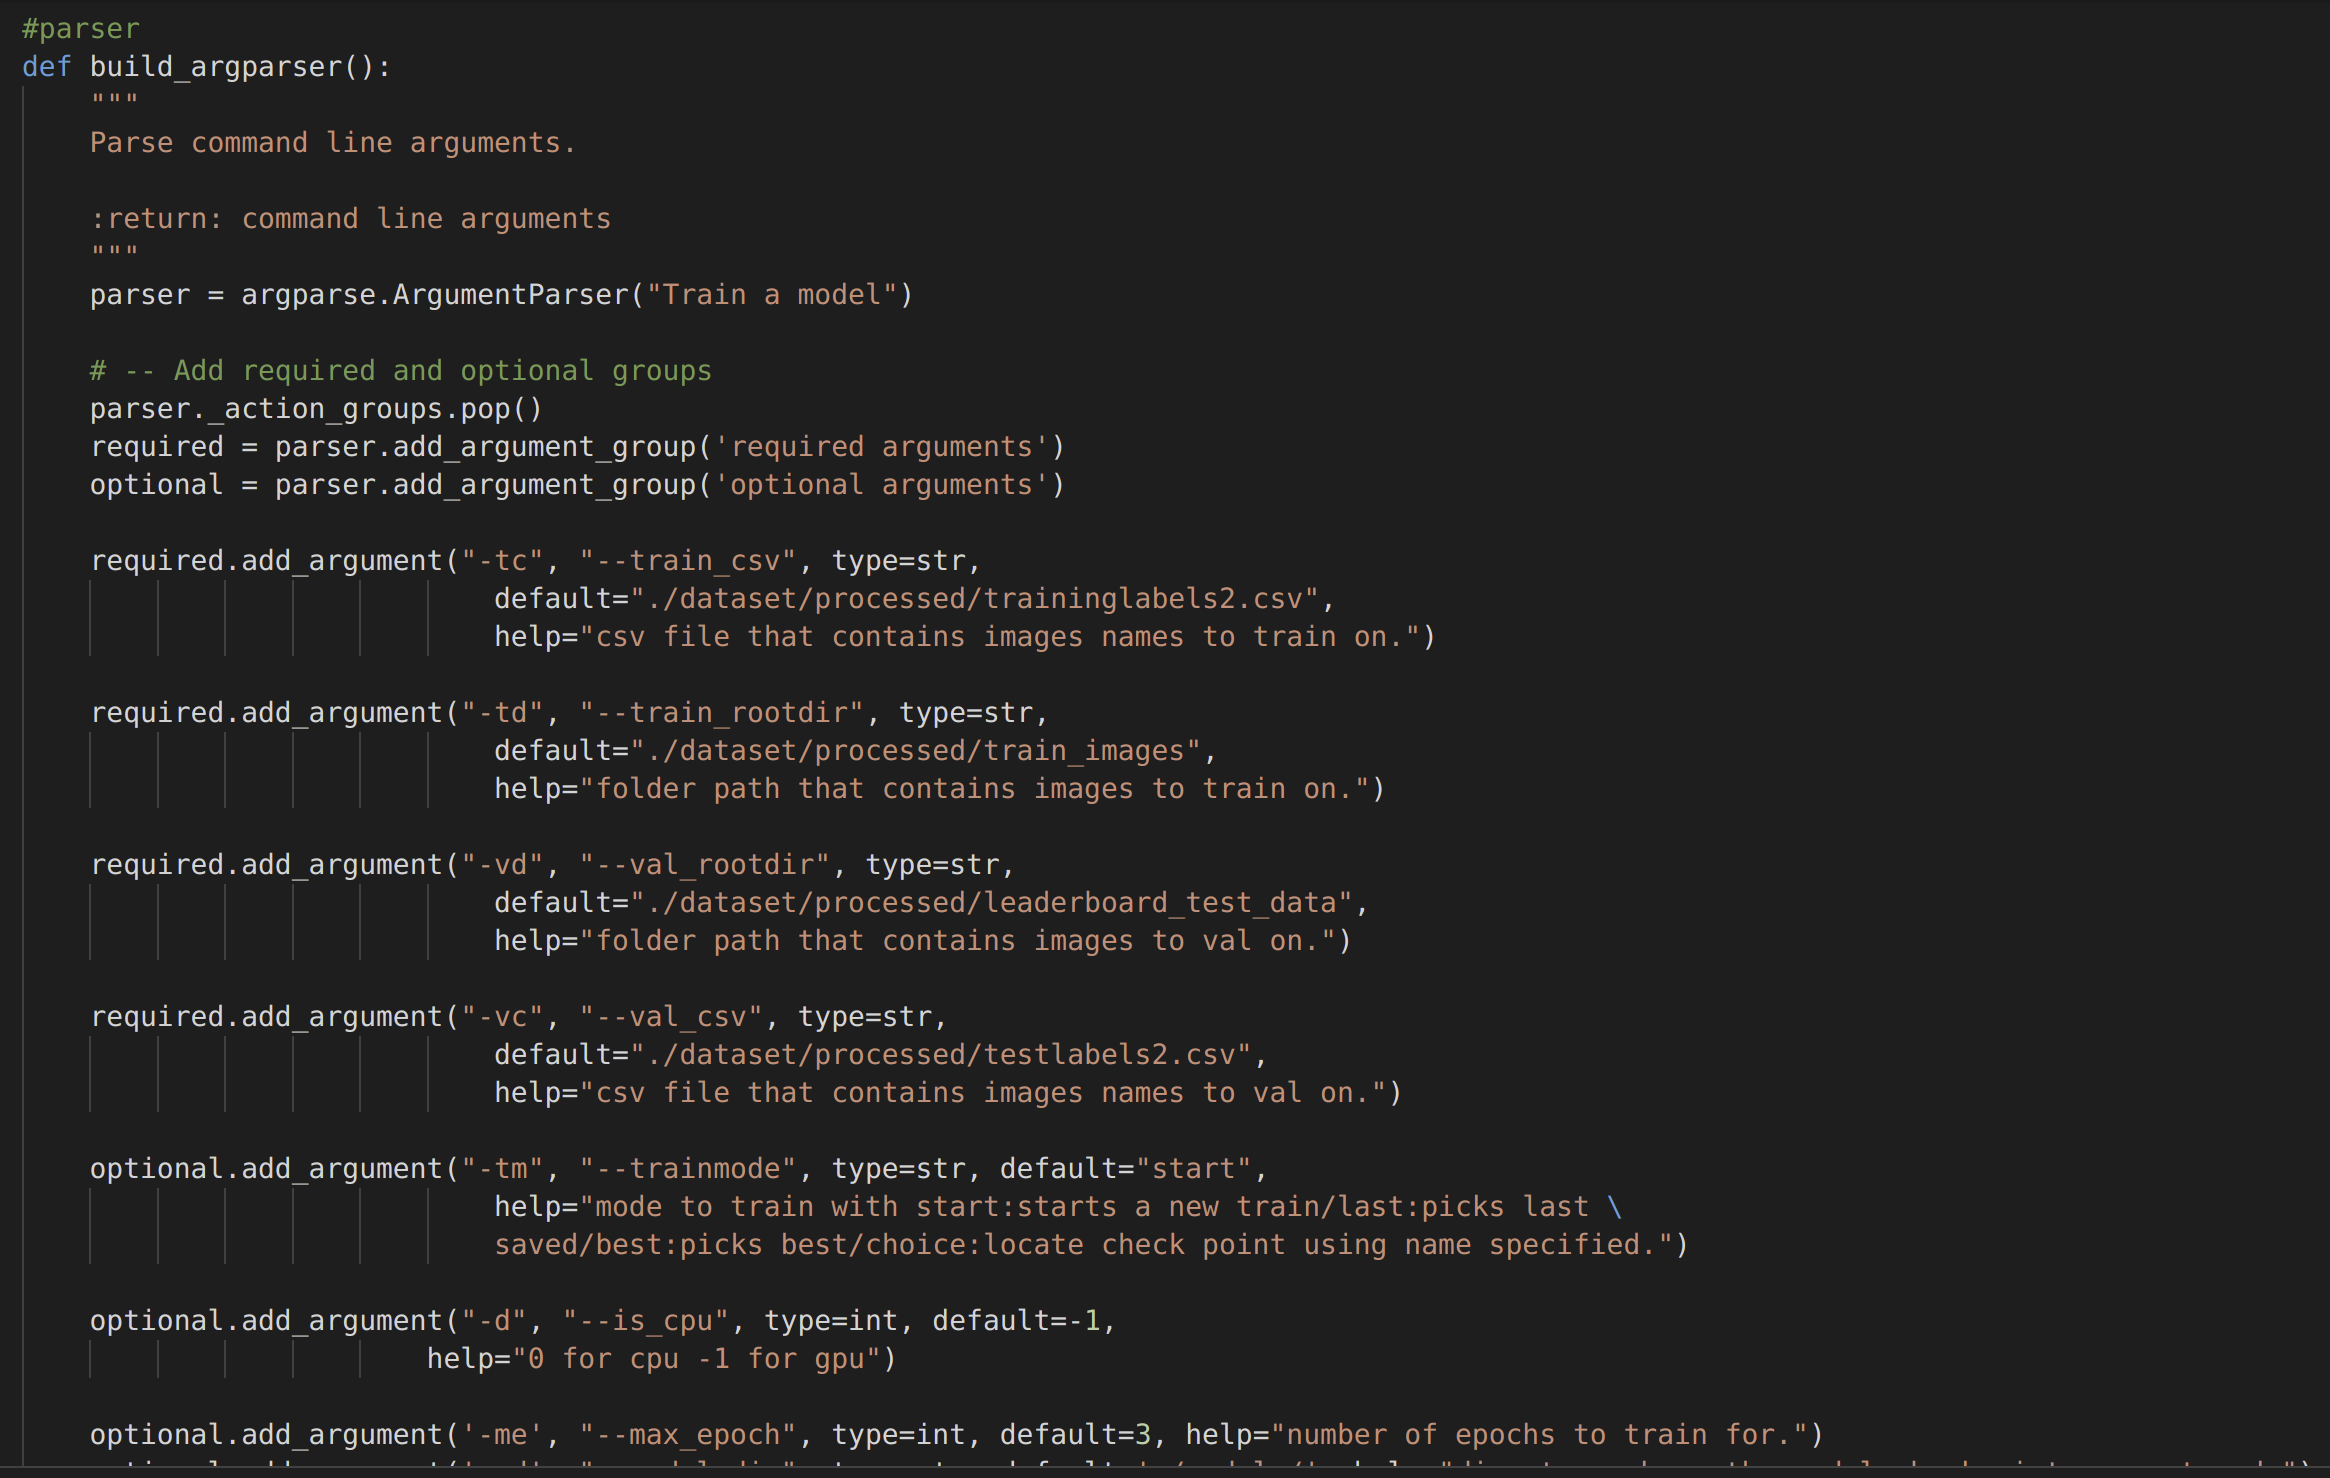 #parser
def build_argparser():
    """
    Parse command line arguments.

    :return: command line arguments
    """
    parser = argparse.ArgumentParser("Train a model")

    # -- Add required and optional groups
    parser._action_groups.pop()
    required = parser.add_argument_group('required arguments')
    optional = parser.add_argument_group('optional arguments')

    required.add_argument("-tc", "--train_csv", type=str,
                            default="./dataset/processed/traininglabels2.csv",
                            help="csv file that contains images names to train on.")

    required.add_argument("-td", "--train_rootdir", type=str,
                            default="./dataset/processed/train_images",
                            help="folder path that contains images to train on.")

    required.add_argument("-vd", "--val_rootdir", type=str,
                            default="./dataset/processed/leaderboard_test_data",
                            help="folder path that contains images to val on.")

    required.add_argument("-vc", "--val_csv", type=str,
                            default="./dataset/processed/testlabels2.csv",
                            help="csv file that contains images names to val on.")

    optional.add_argument("-tm", "--trainmode", type=str, default="start",
                            help="mode to train with start:starts a new train/last:picks last \
                            saved/best:picks best/choice:locate check point using name specified.")

    optional.add_argument("-d", "--is_cpu", type=int, default=-1,
                        help="0 for cpu -1 for gpu")

    optional.add_argument('-me', "--max_epoch", type=int, default=3, help="number of epochs to train for.")